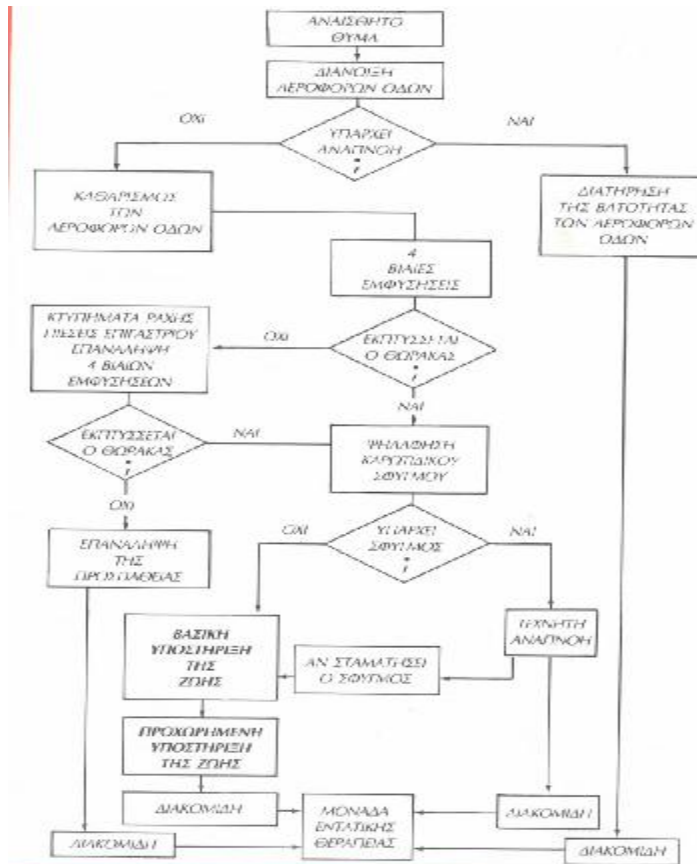 ΑΝΑΙΣΘΗΤΟ
ΘΥΜΑ
ΔΙΑΝΟΙΞΗ
ΑΕΡΟΦΟΡΩΝ ΟΔΩΝ
ΟΧΙ
ΥΠΑΡΧΕΙ
ΑΝΑΠΝΟΗ
;
ΝΑΙ
ΚΑΘΑΡΙΣΜΟΣ
ΤΩΝ
ΑΕΡΟΦΟΡΩΝ ΟΔΩΝ
ΔΙΑΤΗΡΗΣΗ
ΤΗΣ ΒΑΤΟΤΗΤΑΣ
ΤΩΝ ΑΕΡΟΦΟΡΩΝ
ΟΔΩΝ
4
ΒΙΑΙΕΣ
ΕΜΦΥΣΗΣΕΙΣ
ΚΤΥΠΗΜΑΤΑ ΡΑΧΗΣ
ΠΙΕΣΕΙΣ ΕΠΙΓΑΣΤΡΙΟΥ
ΕΠΑΝΑΛΗΨΗ
4 ΒΙΑΙΩΝ
ΕΜΦΥΣΗΣΕΩΝ
ΟΧΙ
ΕΚΠΤΥΣΣΕΤΑΙ
Ο ΘΩΡΑΚΑΣ
;
ΝΑΙ
ΕΚΠΤΥΣΣΕΤΑΙ
Ο ΘΩΡΑΚΑΣ
;
ΝΑΙ
ΨΗΛΑΦΗΣΗ
ΚΑΡΩΤΙΔΙΚΟΥ
ΣΦΥΓΜΟΥ
ΟΧΙ
ΕΠΑΝΑΛΗΨΗ
ΤΗΣ
ΠΡΟΣΠΑΘΕΙΑΣ
ΟΧΙ
ΥΠΑΡΧΕΙ
ΣΦΥΓΜΟΣ
;
ΝΑΙ
ΒΑΣΙΚΗ
ΥΠΟΣΤΗΡΙΞΗ
ΤΗΣ
ΖΩΗΣ
ΑΝ ΣΤΑΜΑΤΗΣΕΙ
Ο ΣΦΥΓΜΟΣ
ΤΕΧΝΗΤΗ
ΑΝΑΠΝΟΗ
ΠΡΟΧΩΡΗΜΕΝΗ
ΥΠΟΣΤΗΡΙΞΗ
ΤΗΣ ΖΩΗΣ
ΔΙΑΚΟΜΙΔΗ
ΜΟΝΑΔΑ
ΕΝΤΑΤΙΚΗΣ
ΘΕΡΑΠΕΙΑΣ
ΔΙΑΚΟΜΙΔΗ
ΔΙΑΚΟΜΙΔΗ
ΔΙΑΚΟΜΙΔΗ